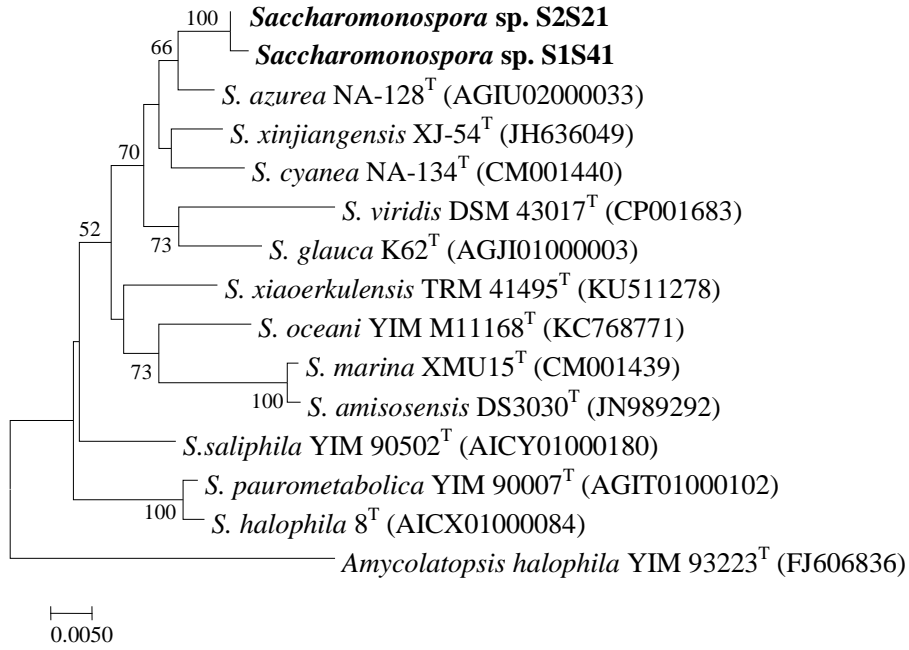 100
Saccharomonospora sp. S2S21
66
Saccharomonospora sp. S1S41
S. azurea NA-128T (AGIU02000033)
S. xinjiangensis XJ-54T (JH636049)
70
S. cyanea NA-134T (CM001440)
S. viridis DSM 43017T (CP001683)
52
73
S. glauca K62T (AGJI01000003)
S. xiaoerkulensis TRM 41495T (KU511278)
S. oceani YIM M11168T (KC768771)
73
S. marina XMU15T (CM001439)
100
S. amisosensis DS3030T (JN989292)
S.saliphila YIM 90502T (AICY01000180)
S. paurometabolica YIM 90007T (AGIT01000102)
100
S. halophila 8T (AICX01000084)
Amycolatopsis halophila YIM 93223T (FJ606836)
0.0050